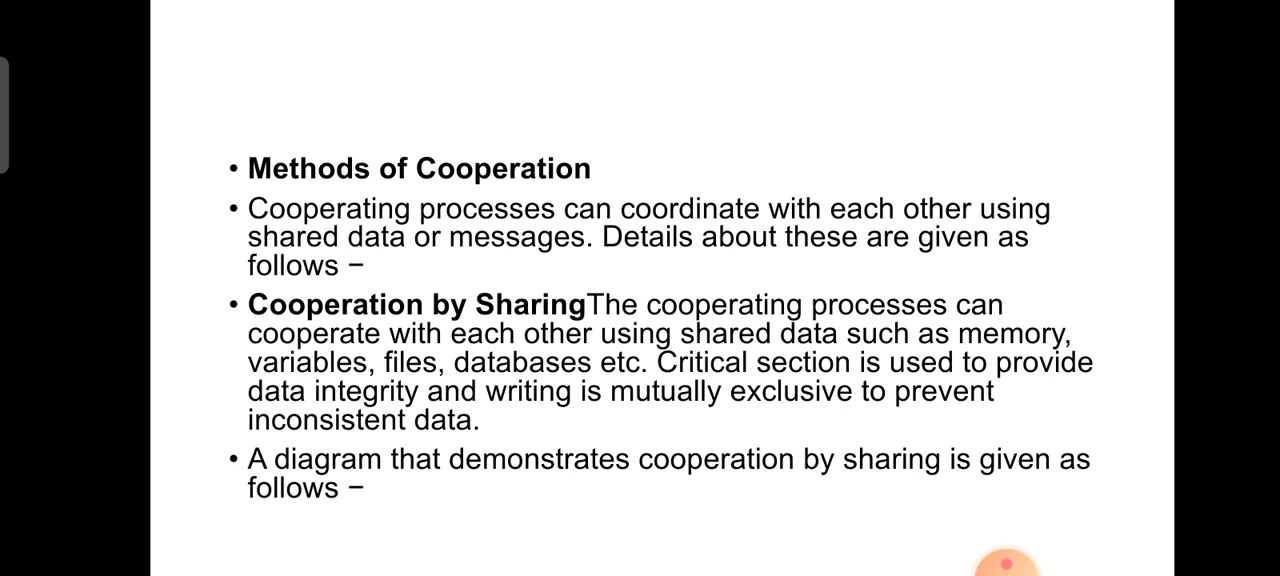 • Methods of Cooperation
• Cooperating processes can coordinate with each other using
shared data or messages. Details about these are given as
follows −
• Cooperation by SharingThe cooperating processes can
cooperate with each other using shared data such as memory,
variables, files, databases etc. Critical section is used to provide
data integrity and writing is mutually exclusive to prevent
inconsistent data.
• A diagram that demonstrates cooperation by sharing is given as
follows −